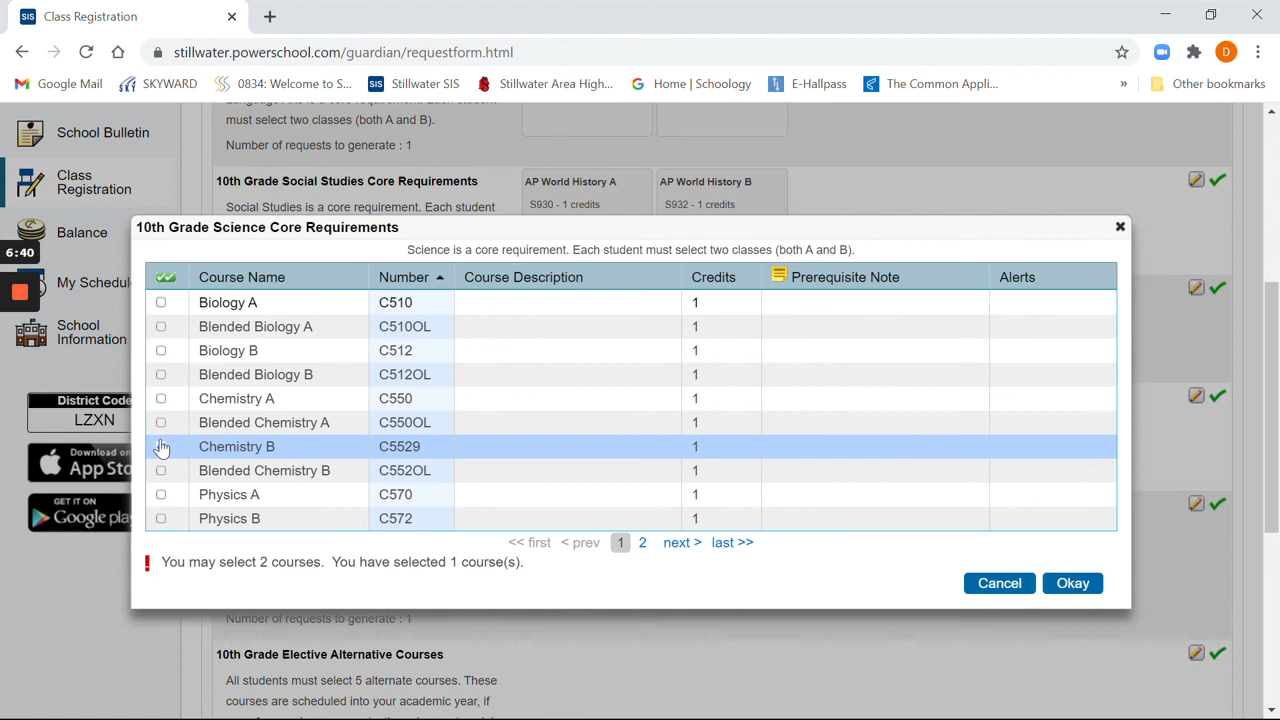 SIS Class Registration
stillwater.powerschool.com/guardian/requestform.html
D
Google Mail SKYWARD 0834: Welcome to S... SIS Stillwater SIS Stillwater Area High... Home | Schoology E-Hallpass The Common Appli... » Other bookmarks
School Bulletin
Class
Registration
Balance
6:40
My Schedul
School
Information
District Code
LZXN
Download on
App Sto
GET IT ON
Google pla
must select two classes (both A and B).
Number of requests to generate : 1
10th Grade Social Studies Core Requirements
Social Studies is a core requirement. Each student
AP World History A
S930 - 1 credits
AP World History B
S932 - 1 credits
10th Grade Science Core Requirements
Science is a core requirement. Each student must select two classes (both A and B).
Course Name Number Course Description Credits Prerequisite Note Alerts
Biology A C510 1
Blended Biology A C510OL 1
Biology B C512 1
Blended Biology B C512OL 1
Chemistry A C550 1
Blended Chemistry A C550OL 1
Chemistry B C5529 1
Blended Chemistry B C552OL 1
Physics A C570 1
Physics B C572 1
<< first < prev 1 2 next > last >>
! You may select 2 courses. You have selected 1 course(s).
Cancel Okay
Number of requests to generate : 1
10th Grade Elective Alternative Courses
All students must select 5 alternate courses. These
courses are scheduled into your academic year, if